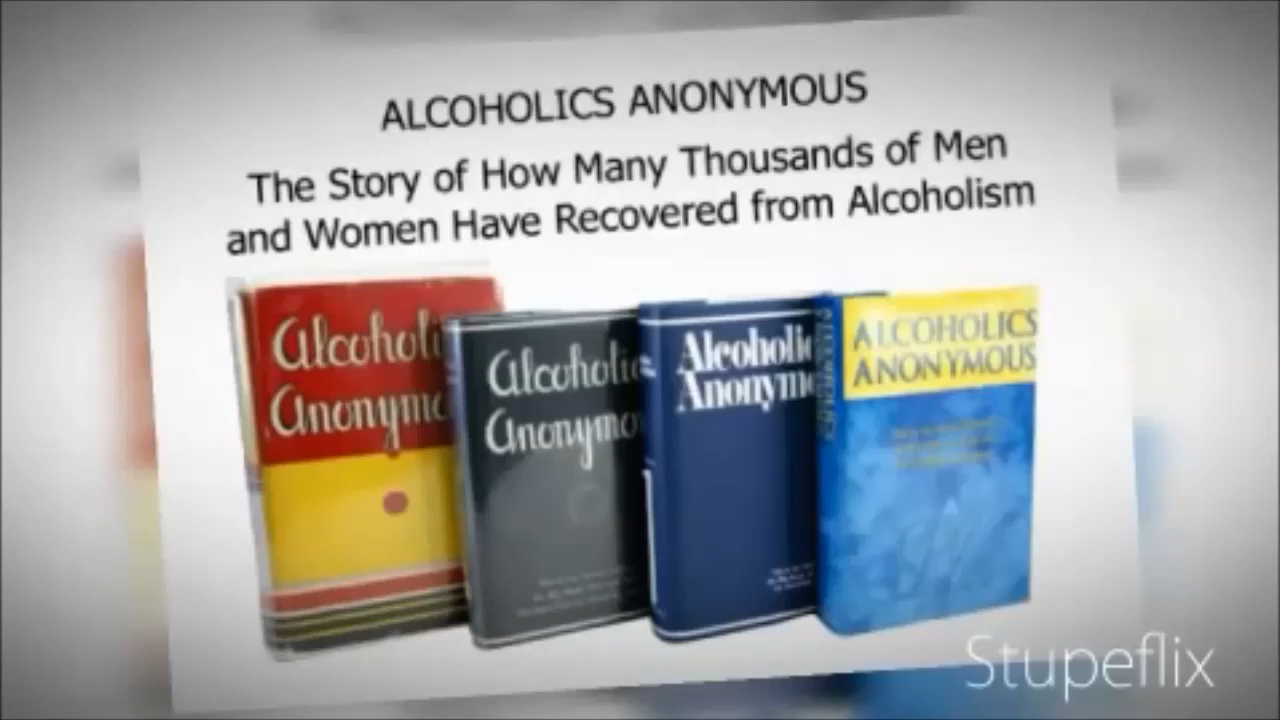 ALCOHOLICS ANONYMOUS
The Story of How Many Thousands of Men
and Women Have Recovered from Alcoholism
Alcoholi
Anonymo
Alcoholic
Anonymo
Alcoholic
Anonymo
ALCOHOLICS
ANONYMOUS
Stupeflix